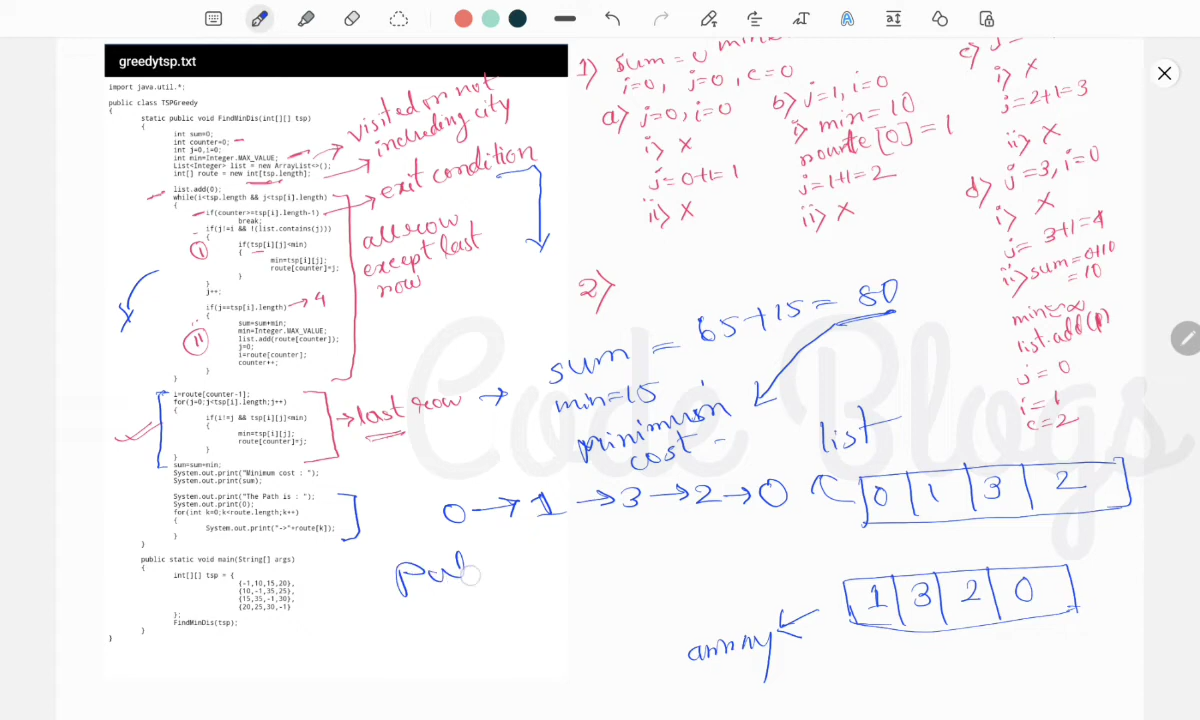 greedytsp.txt
import java.util.*;
public class TSPGreedy
{
static public void FindMinDis(int[][] tsp)
{
int sum=0;
int counter=0;
int j=0,i=0;
int min=Integer.MAX_VALUE;
List<Integer> list = new ArrayList<>();
int[] route = new int[tsp.length];
list.add(0);
while(i<tsp.length && j<tsp[i].length)
{
if(counter>=tsp[i].length-1)
break;
if(j!=i && !(list.contains(j)))
{
if(tsp[i][j]<min)
{
min=tsp[i][j];
route[counter]=j;
}
}
j++;
if(j==tsp[i].length)
{
sum=sum+min;
min=Integer.MAX_VALUE;
list.add(route[counter]);
j=0;
i=route[counter];
counter++;
}
}
i=route[counter-1];
for(j=0;j<tsp[i].length;j++)
{
if(i!=j && tsp[i][j]<min)
{
min=tsp[i][j];
route[counter]=j;
}
}
sum=sum+min;
System.out.print("Minimum cost : ");
System.out.print(sum);
System.out.print("The Path is : ");
System.out.print(0);
for(int k=0;k<route.length;k++)
{
System.out.print("->"+route[k]);
}
}
public static void main(String[] args)
{
int[][] tsp = {
{-1,10,15,20},
{10,-1,35,25},
{15,35,-1,30},
{20,25,30,-1}
};
FindMinDis(tsp);
}
}
visited or not
including city
exit condition
all row
except last
row
i
4
ii
last row
1) sum = 0
i=0, j=0, c=0
a) j=0, i=0
i> x
j=0+1=1
ii> x
b) j=1, i=0
i> min=10
route[0]=1
j=1+1=2
ii> x
c)
i> x
j=2+1=3
ii> x
d) j=3, i=0
i> x
j=3+1=4
ii> sum=0+10
=10
min=∞
list.add(1)
j=0
i=1
c=2
2)
sum = 65+15=80
min=15
minimum
cost -
list
0→1→3→2→0
0 1 3 2
1 3 2 0
array
Code Blogs